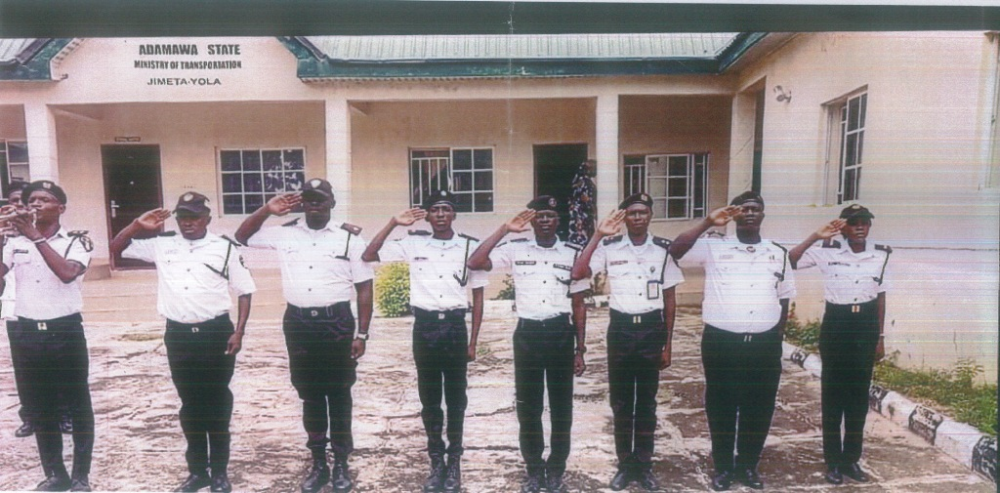 ADAMAWA STATE
MINISTRY OF TRANSPORTATION
JIMETA-YOLA